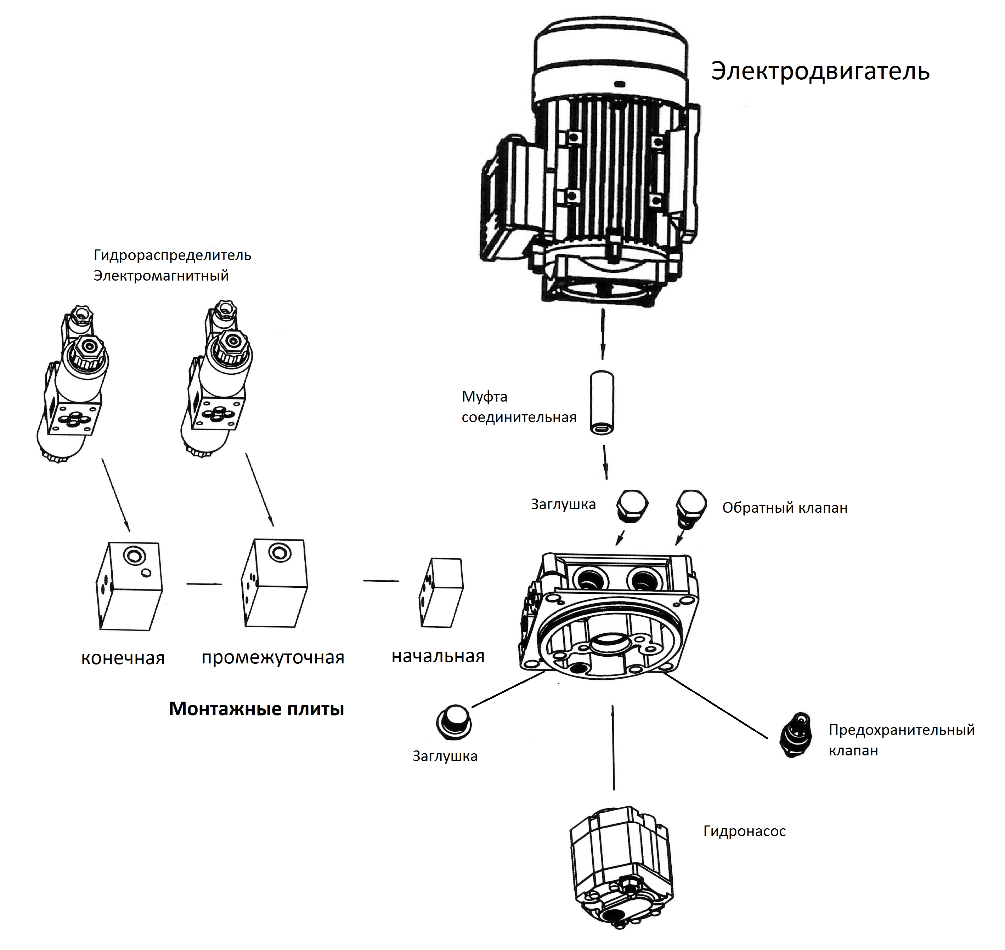 Электродвигатель
Гидрораспределитель
Электромагнитный
Муфта
соединительная
Заглушка
Обратный клапан
конечная
промежуточная
начальная
Монтажные плиты
Заглушка
Предохранительный
клапан
Гидронасос